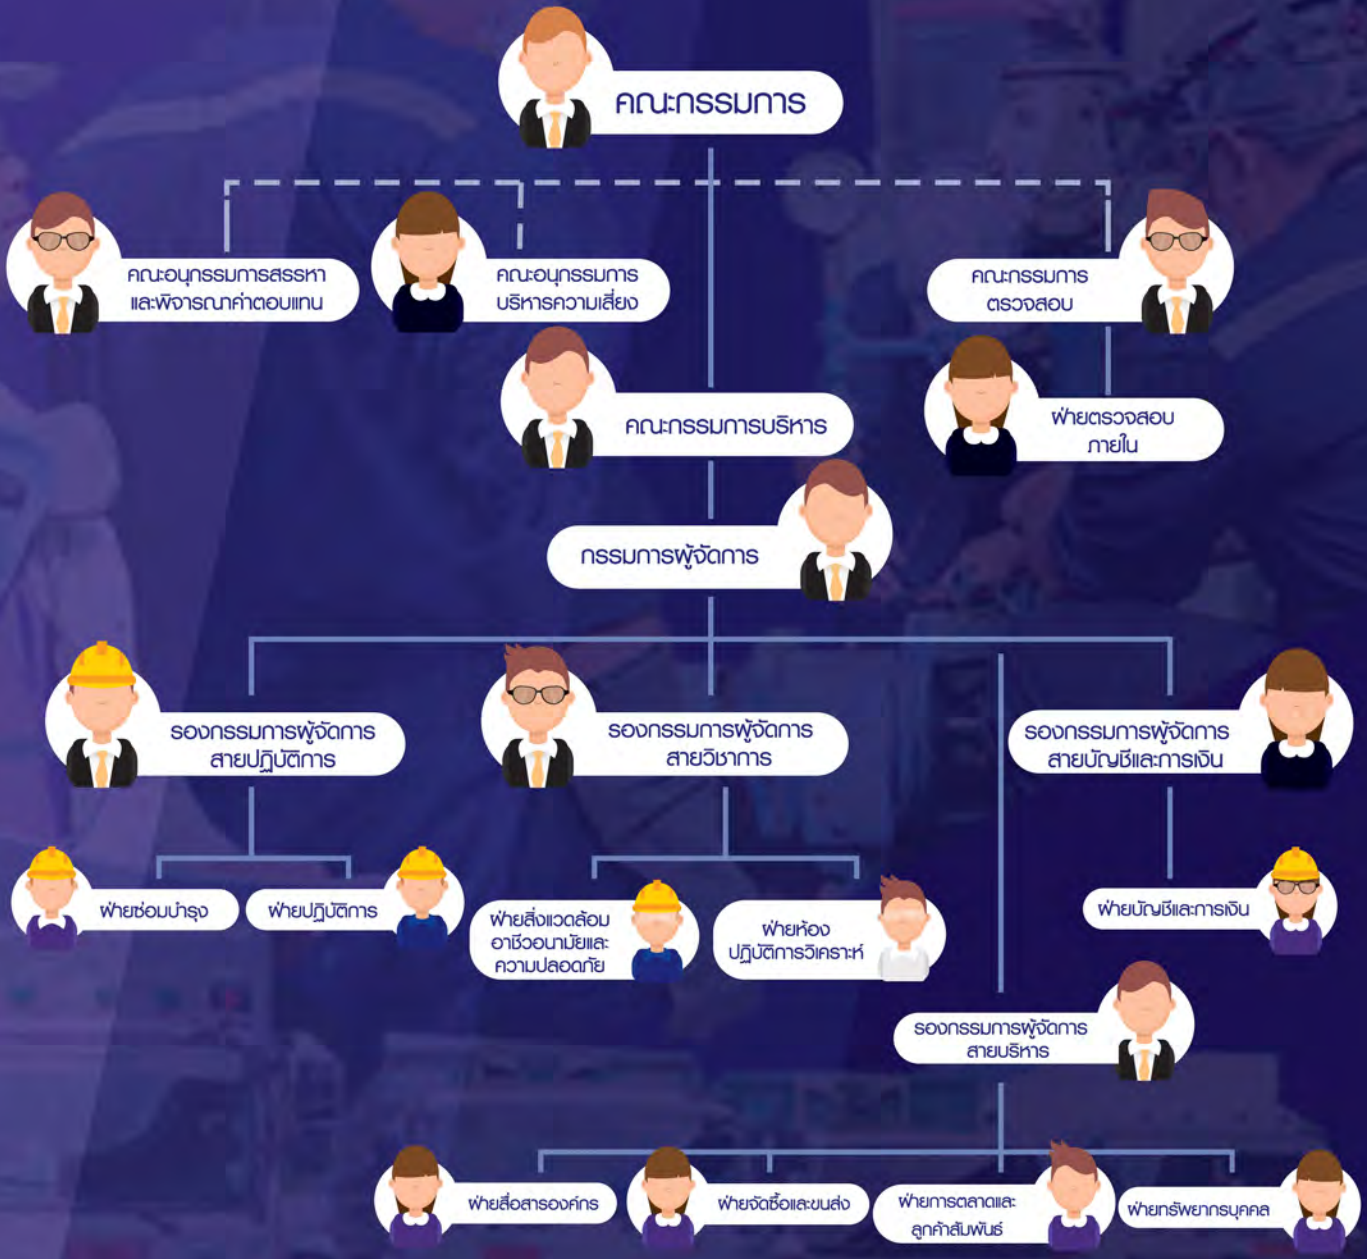 คณะกรรมการ
คณะอนุกรรมการสรรหา
และพิจารณาค่าตอบแทน
คณะอนุกรรมการ
บริหารความเสี่ยง
คณะกรรมการ
ตรวจสอบ
คณะกรรมการบริหาร
ฝ่ายตรวจสอบ
ภายใน
กรรมการผู้จัดการ
รองกรรมการผู้จัดการ
สายปฏิบัติการ
รองกรรมการผู้จัดการ
สายวิชาการ
รองกรรมการผู้จัดการ
สายบัญชีและการเงิน
ฝ่ายซ่อมบำรุง
ฝ่ายปฏิบัติการ
ฝ่ายสิ่งแวดล้อม
อาชีวอนามัยและ
ความปลอดภัย
ฝ่ายห้อง
ปฏิบัติการวิเคราะห์
ฝ่ายบัญชีและการเงิน
รองกรรมการผู้จัดการ
สายบริหาร
ฝ่ายสื่อสารองค์กร
ฝ่ายจัดซื้อและขนส่ง
ฝ่ายการตลาดและ
ลูกค้าสัมพันธ์
ฝ่ายทรัพยากรบุคคล